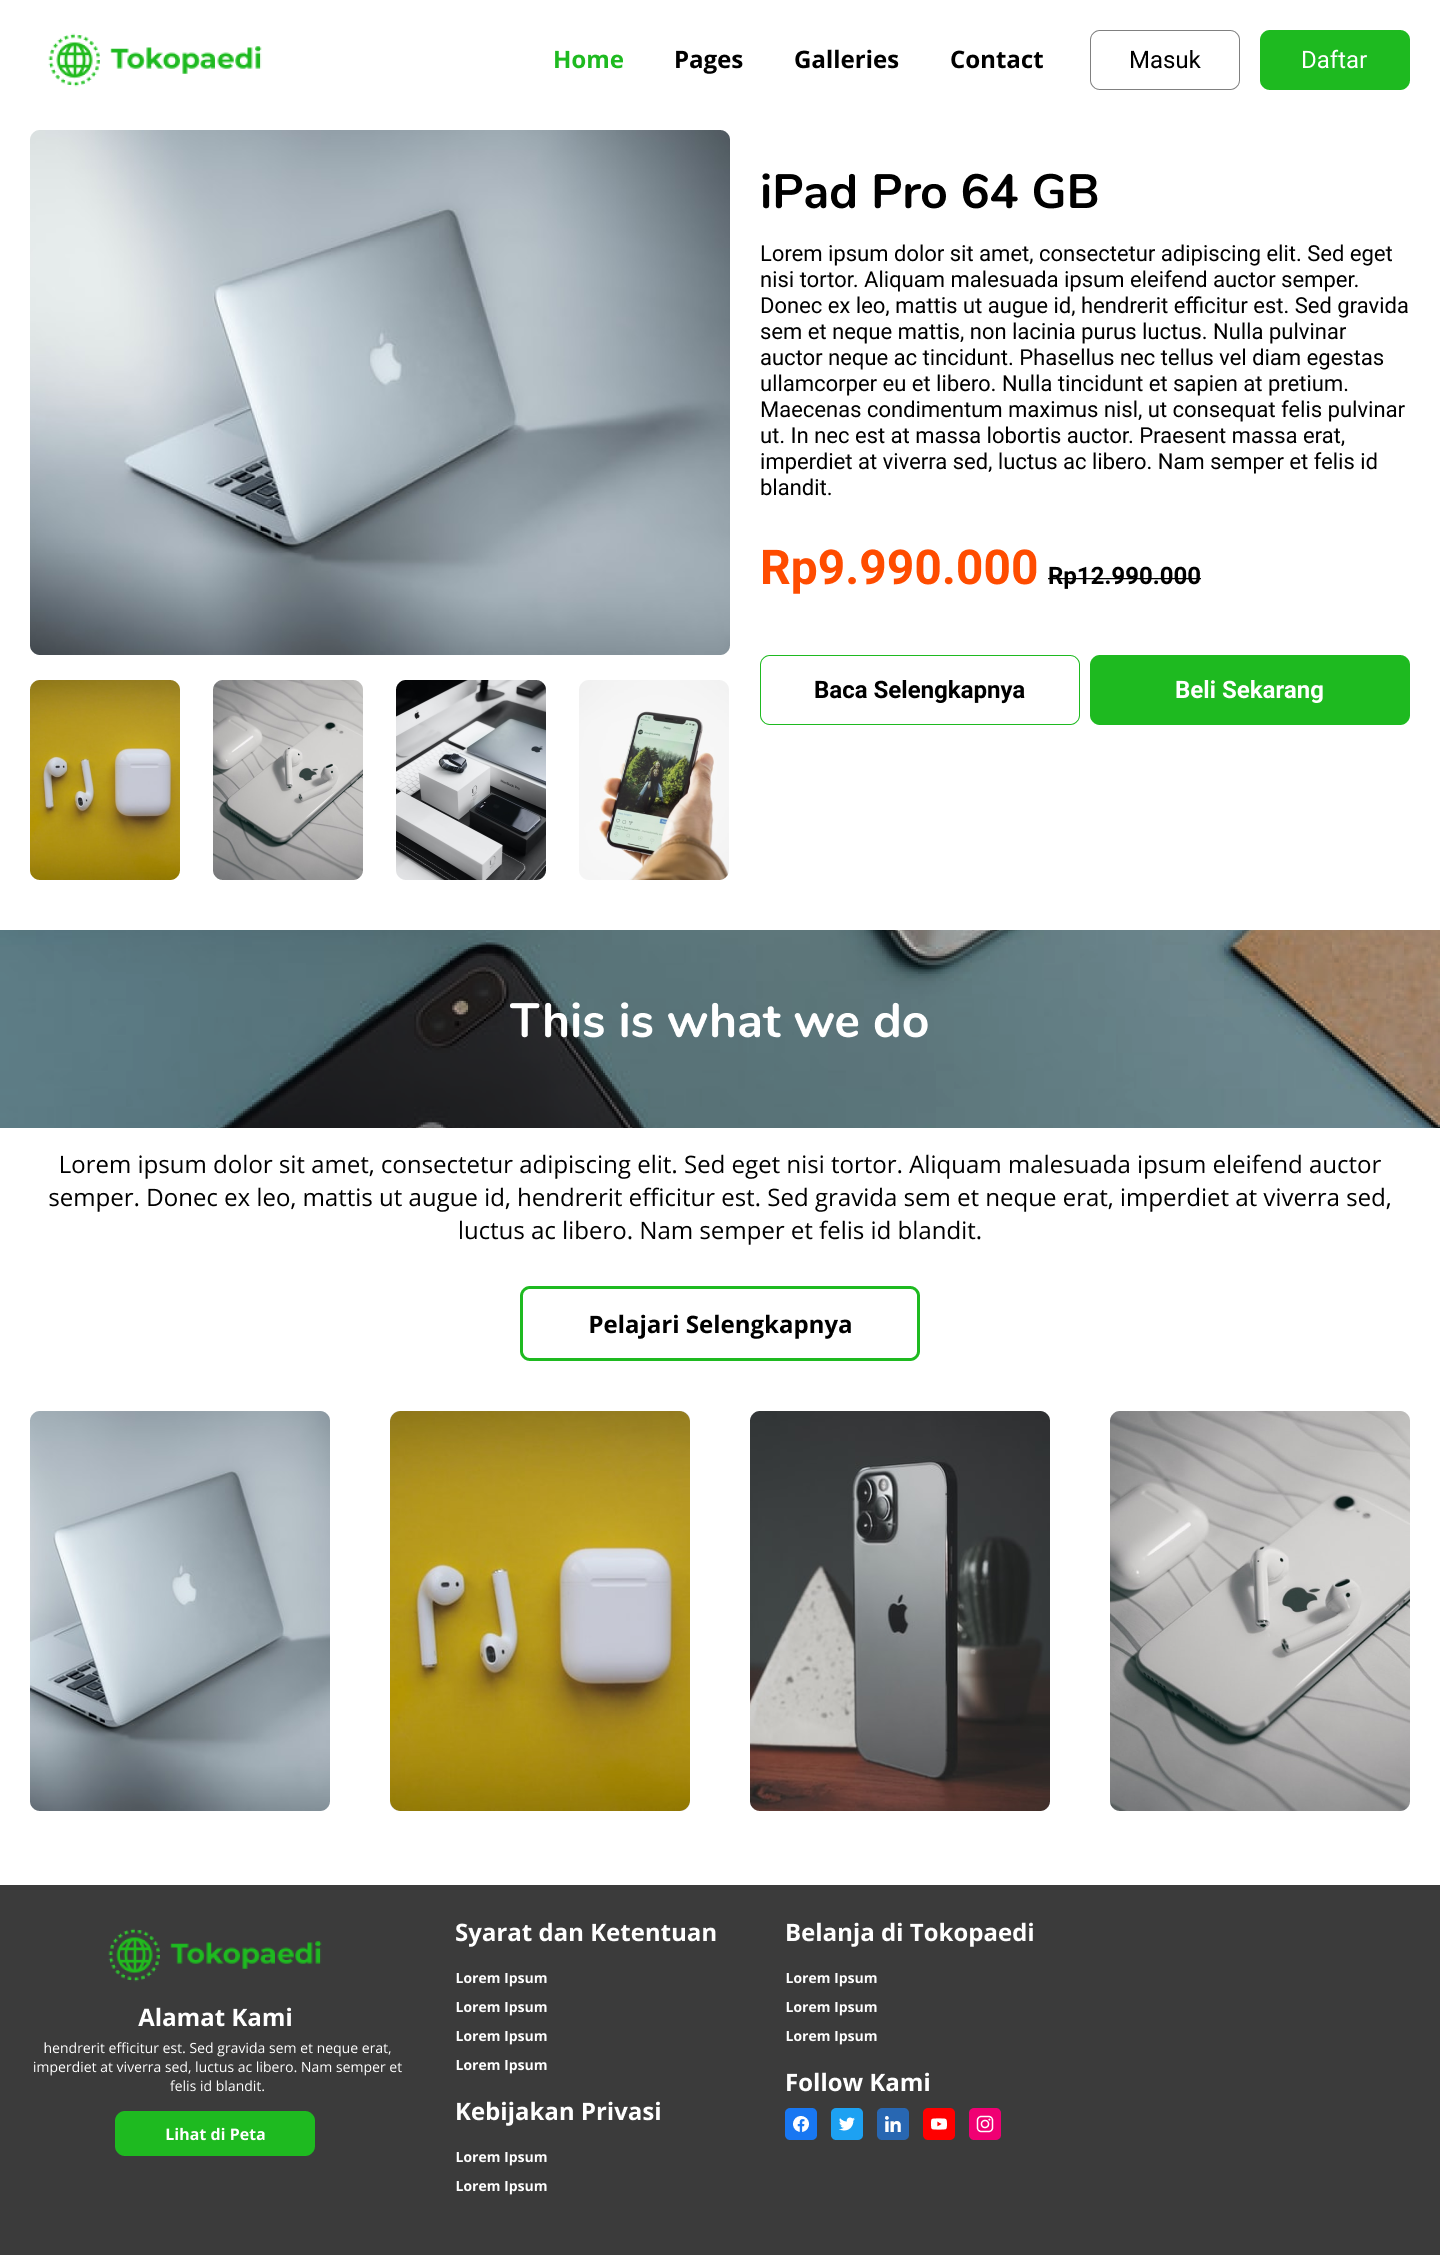 Tokopaedi
Home
Pages
Galleries
Contact
Masuk
Daftar
iPad Pro 64 GB
Lorem ipsum dolor sit amet, consectetur adipiscing elit. Sed eget
nisi tortor. Aliquam malesuada ipsum eleifend auctor semper.
Donec ex leo, mattis ut augue id, hendrerit efficitur est. Sed gravida
sem et neque mattis, non lacinia purus luctus. Nulla pulvinar
auctor neque ac tincidunt. Phasellus nec tellus vel diam egestas
ullamcorper eu et libero. Nulla tincidunt et sapien at pretium.
Maecenas condimentum maximus nisl, ut consequat felis pulvinar
ut. In nec est at massa lobortis auctor. Praesent massa erat,
imperdiet at viverra sed, luctus ac libero. Nam semper et felis id
blandit.
Rp9.990.000 Rp12.990.000
Baca Selengkapnya
Beli Sekarang
This is what we do
Lorem ipsum dolor sit amet, consectetur adipiscing elit. Sed eget nisi tortor. Aliquam malesuada ipsum eleifend auctor
semper. Donec ex leo, mattis ut augue id, hendrerit efficitur est. Sed gravida sem et neque erat, imperdiet at viverra sed,
luctus ac libero. Nam semper et felis id blandit.
Pelajari Selengkapnya
Tokopaedi
Alamat Kami
hendrerit efficitur est. Sed gravida sem et neque erat,
imperdiet at viverra sed, luctus ac libero. Nam semper et
felis id blandit.
Lihat di Peta
Syarat dan Ketentuan
Lorem Ipsum
Lorem Ipsum
Lorem Ipsum
Lorem Ipsum
Kebijakan Privasi
Lorem Ipsum
Lorem Ipsum
Belanja di Tokopaedi
Lorem Ipsum
Lorem Ipsum
Lorem Ipsum
Follow Kami